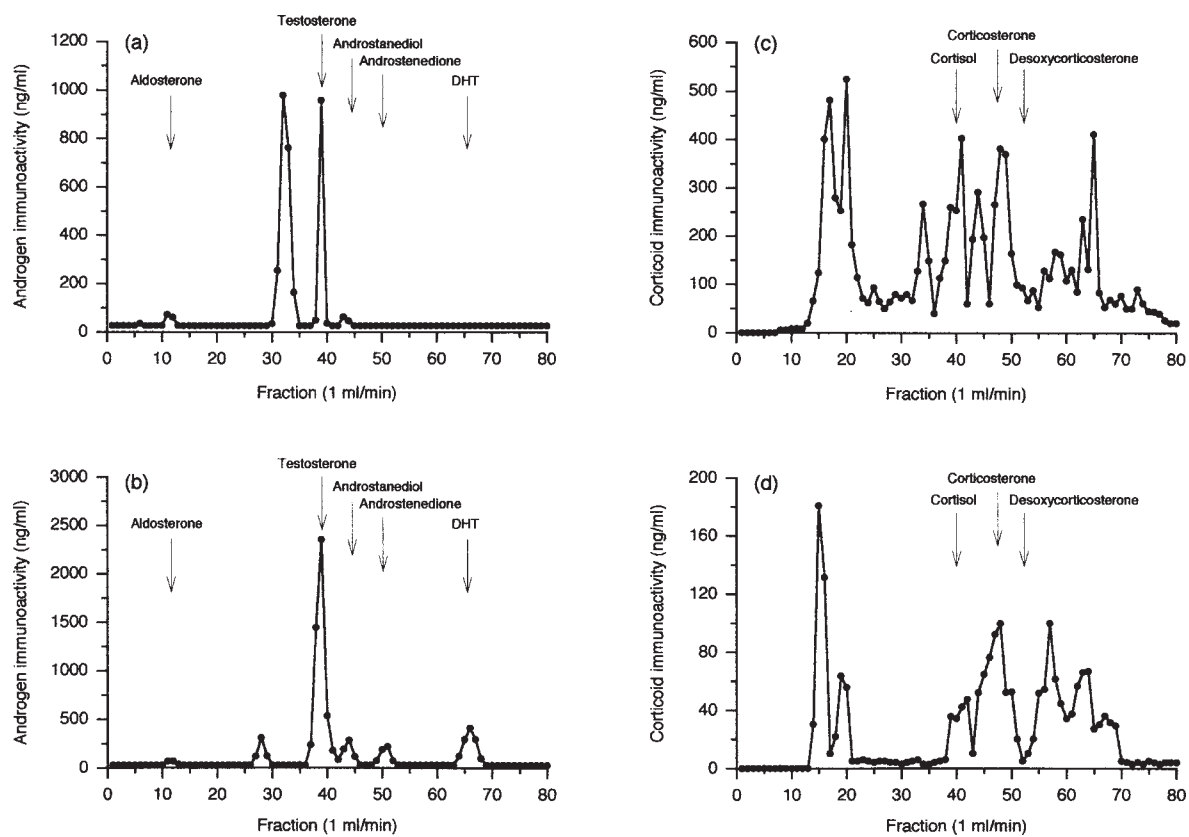 (a)
Testosterone
Androstanediol
Androstenedione
Aldosterone
DHT
Androgen immunoactivity (ng/ml)
1200
1000
800
600
400
200
0
0 10 20 30 40 50 60 70 80
Fraction (1 ml/min)
(c)
Corticosterone
Cortisol
Desoxycorticosterone
Corticoid immunoactivity (ng/ml)
600
500
400
300
200
100
0
0 10 20 30 40 50 60 70 80
Fraction (1 ml/min)
(b)
Testosterone
Androstanediol
Androstenedione
Aldosterone
DHT
Androgen immunoactivity (ng/ml)
3000
2500
2000
1500
1000
500
0
0 10 20 30 40 50 60 70 80
Fraction (1 ml/min)
(d)
Corticosterone
Cortisol
Desoxycorticosterone
Corticoid immunoactivity (ng/ml)
200
160
120
80
40
0
0 10 20 30 40 50 60 70 80
Fraction (1 ml/min)